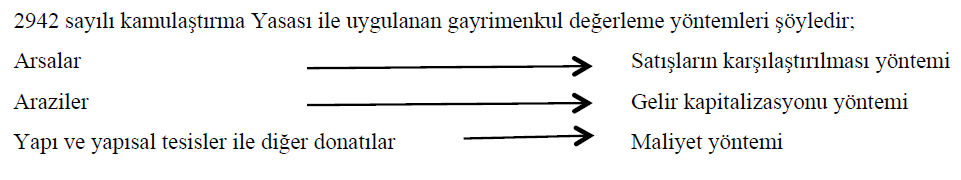 2942 sayılı kamulaştırma Yasası ile uygulanan gayrimenkul değerleme yöntemleri şöyledir;
Arsalar Satışların karşılaştırılması yöntemi
Araziler Gelir kapitalizasyonu yöntemi
Yapı ve yapısal tesisler ile diğer donatılar Maliyet yöntemi